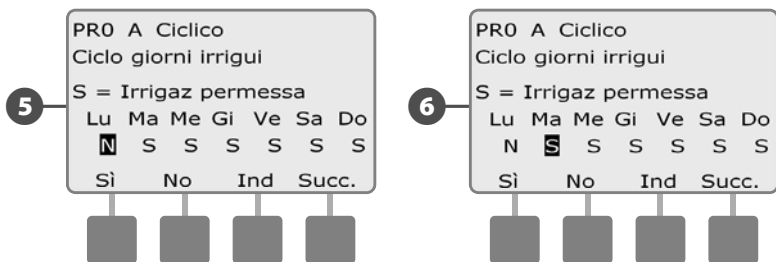 5
PR0 A Ciclico
Ciclo giorni irrigui
S = Irrigaz permessa
Lu Ma Me Gi Ve Sa Do
N S S S S S S
Sì No Ind Succ.
6
PR0 A Ciclico
Ciclo giorni irrigui
S = Irrigaz permessa
Lu Ma Me Gi Ve Sa Do
N S S S S S S
Sì No Ind Succ.